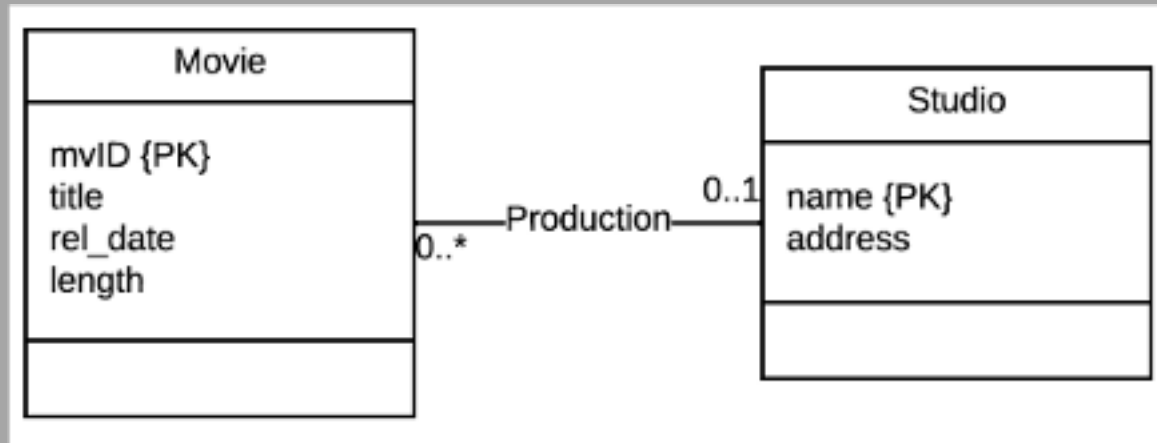 Movie
mvID {PK}
title
rel_date
length
0..*
Production
0..1
Studio
name {PK}
address